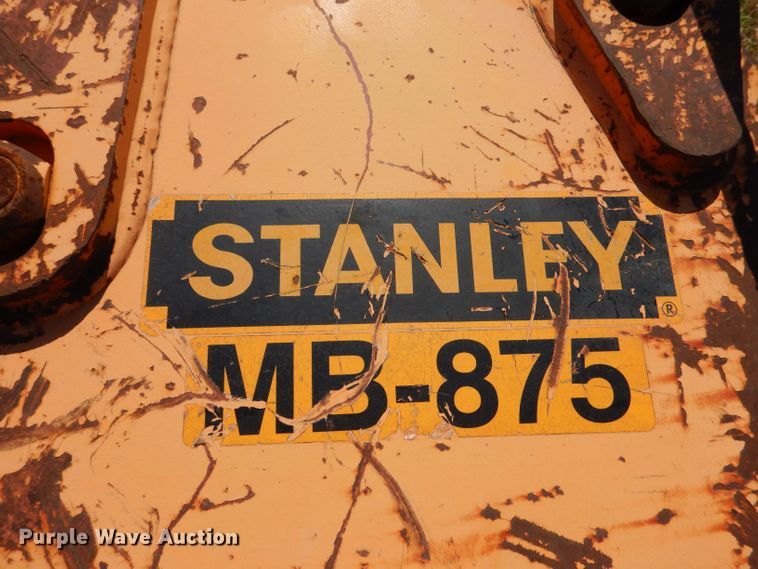 STANLEY
®
MB-875
Purple Wave Auction